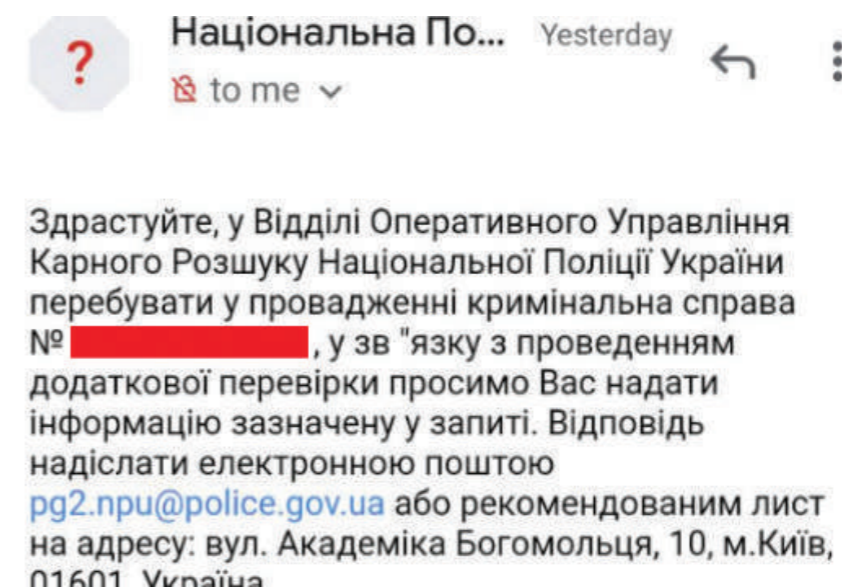 ?
Національна По... Yesterday
to me
Здрастуйте, у Відділі Оперативного Управління
Карного Розшуку Національної Поліції України
перебувати у провадженні кримінальна справа
№ , у зв "язку з проведенням
додаткової перевірки просимо Вас надати
інформацію зазначену у запиті. Відповідь
надіслати електронною поштою
pg2.npu@police.gov.ua або рекомендованим лист
на адресу: вул. Академіка Богомольця, 10, м.Київ,
01601, Україна